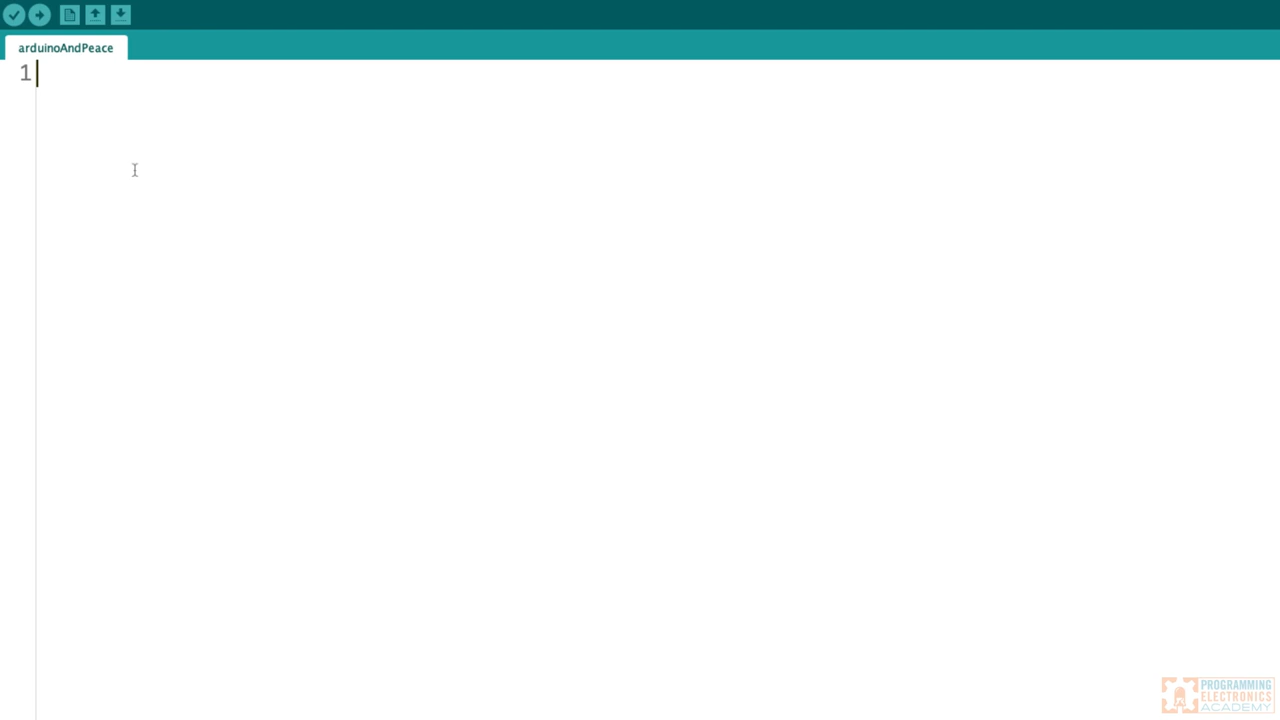 arduinoAndPeace
1
PROGRAMMING
ELECTRONICS
ACADEMY